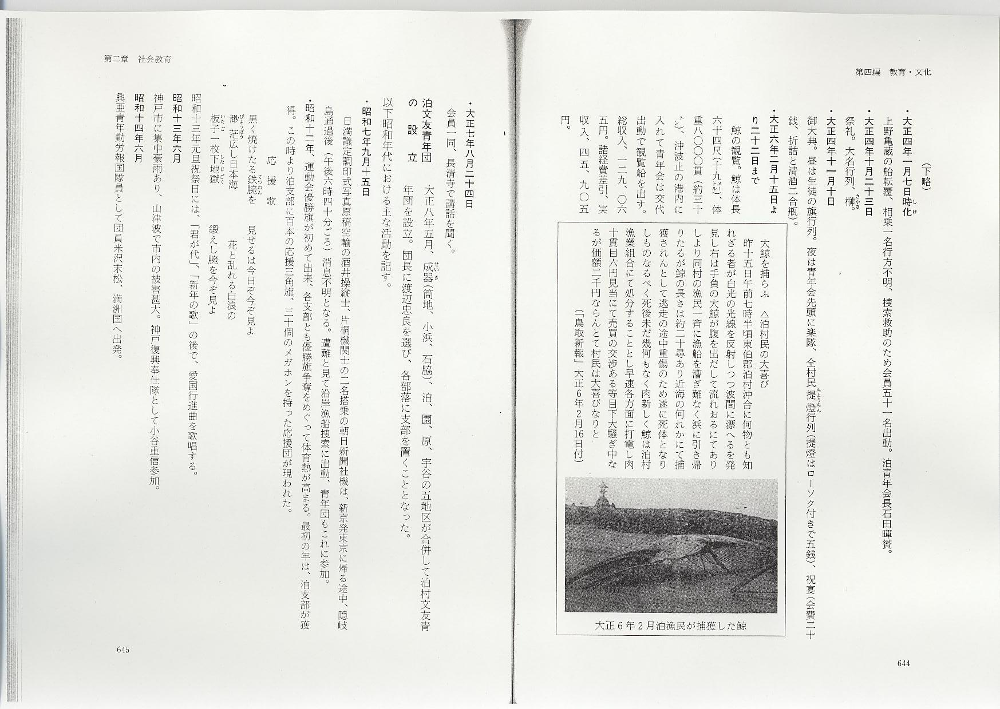 第四編　教育・文化
（下略）
・大正四年一月七日時化
しけ
上野亀蔵の船転覆、相乗一名行方不明、捜索救助のため会員五十一名出動。泊青年会長石田暉贇。
・大正四年十月二十三日
祭礼。大名行列、榊。
さかき
・大正四年十一月十日
御大典。昼は生徒の旗行列。夜は青年会先頭に楽隊、全村民提燈行列（提燈はローソク付きで五銭）、祝宴（会費二十
ちょうちん
銭、折詰と清酒二合瓶）。
・大正六年二月十五日よ
り二十二日まで
鯨の観覧。鯨は体長
六十四尺（十九メートル）、体
重八〇〇〇貫（約三十
トン）、沖波止の港内に
入れて青年会は交代
出動で観覧船を出す。
総収入、一二九、〇六
五円。諸経費差引、実
収入、四五、九〇五
円。
大鯨を捕らふ　△泊村民の大喜び
昨十五日午前七時半頃東伯郡泊村沖合に何物とも知
れざる者が白光の光線を反射しつつ波間に漂へるを発
見し右は手負の大鯨が腹を出だして流れおるにてあり
しより同村の漁民一斉に漁船を漕ぎ難なく浜に引き帰
りたるが鯨の長さは約二十尋あり近海の何れかにて捕
獲されんとして逃走の途中重傷のため遂に死体となり
しものなるべく死後未だ幾何もなく肉新しく鯨は泊村
漁業組合にて処分することとし早速各方面に打電し肉
十貫目六円見当にて売買の交渉ある等目下大騒ぎ中な
るが価額二千円ならんとて村民は大喜びなりと
（「鳥取新報」大正6年2月16日付）
大正6年2月泊漁民が捕獲した鯨
644
第二章　社会教育
・大正七年八月二十四日
会員一同、長清寺で講話を聞く。
泊文友青年団
の設立
大正八年五月、成器（筒地、小浜、石脇）、泊、園、原、宇谷の五地区が合併して泊村文友青
せいき
年団を設立。団長に渡辺忠良を選び、各部落に支部を置くこととなった。
以下昭和年代における主な活動を記す。
・昭和七年九月十五日
日満議定調印式写真原稿空輸の酒井操縦士、片桐機関士の二名搭乗の朝日新聞社機は、新京発東京に帰る途中、隠岐
島通過後（午後六時四十分ごろ）消息不明となる。遭難と見て沿岸漁船捜索に出動、青年団もこれに参加。
・昭和十二年、運動会優勝旗が初めて出来、各支部とも優勝旗争奪をめぐって体育熱が高まる。最初の年は、泊支部が獲
得。この時より泊支部に百本の応援三角旗、三十個のメガホンを持った応援団が現われた。
応援歌
黒く焼けたる鉄腕を　見せるは今日ぞ今ぞ見よ
てつわん
渺茫広し日本海　花と乱れる白浪の
びょうぼう
板子一枚下地獄　鍛えし腕を今ぞ見よ
いたご　したじごく
昭和十三年元旦祝祭日には、「君が代」、「新年の歌」の後で、愛国行進曲を歌唱する。
昭和十三年六月
神戸市に集中豪雨あり、山津波で市内の被害甚大。神戸復興奉仕隊として小谷重信参加。
昭和十四年六月
興亜青年勤労報国隊員として団員米沢末松、満洲国へ出発。
645